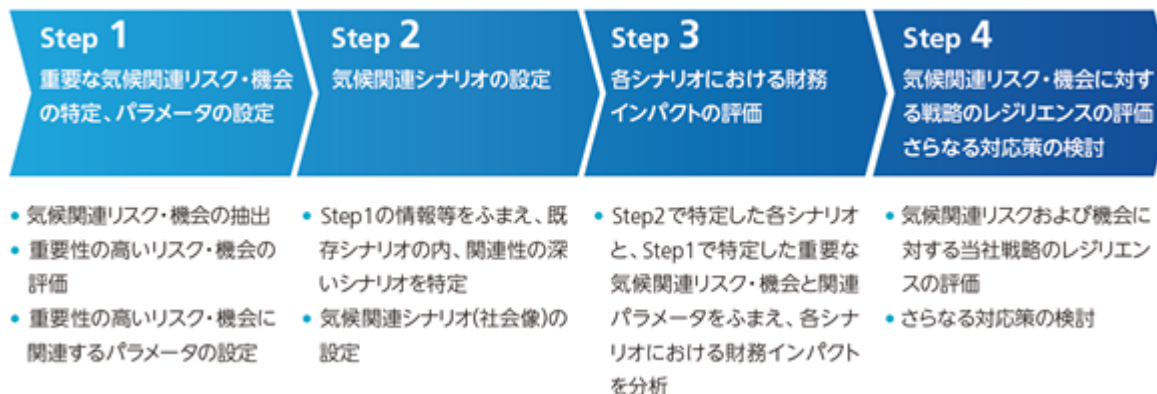 Step 1
重要な気候関連リスク・機会
の特定、パラメータの設定
Step 2
気候関連シナリオの設定
Step 3
各シナリオにおける財務
インパクトの評価
Step 4
気候関連リスク・機会に対す
る戦略のレジリエンスの評価
さらなる対応策の検討
• 気候関連リスク・機会の抽出
• 重要性の高いリスク・機会の
評価
• 重要性の高いリスク・機会に
関連するパラメータの設定
• Step1の情報等をふまえ、既
存シナリオの内、関連性の深
いシナリオを特定
• 気候関連シナリオ(社会像)の
設定
• Step2で特定した各シナリオ
と、Step1で特定した重要な
気候関連リスク・機会と関連
パラメータをふまえ、各シナ
リオにおける財務インパクト
を分析
• 気候関連リスクおよび機会に
対する当社戦略のレジリエン
スの評価
• さらなる対応策の検討